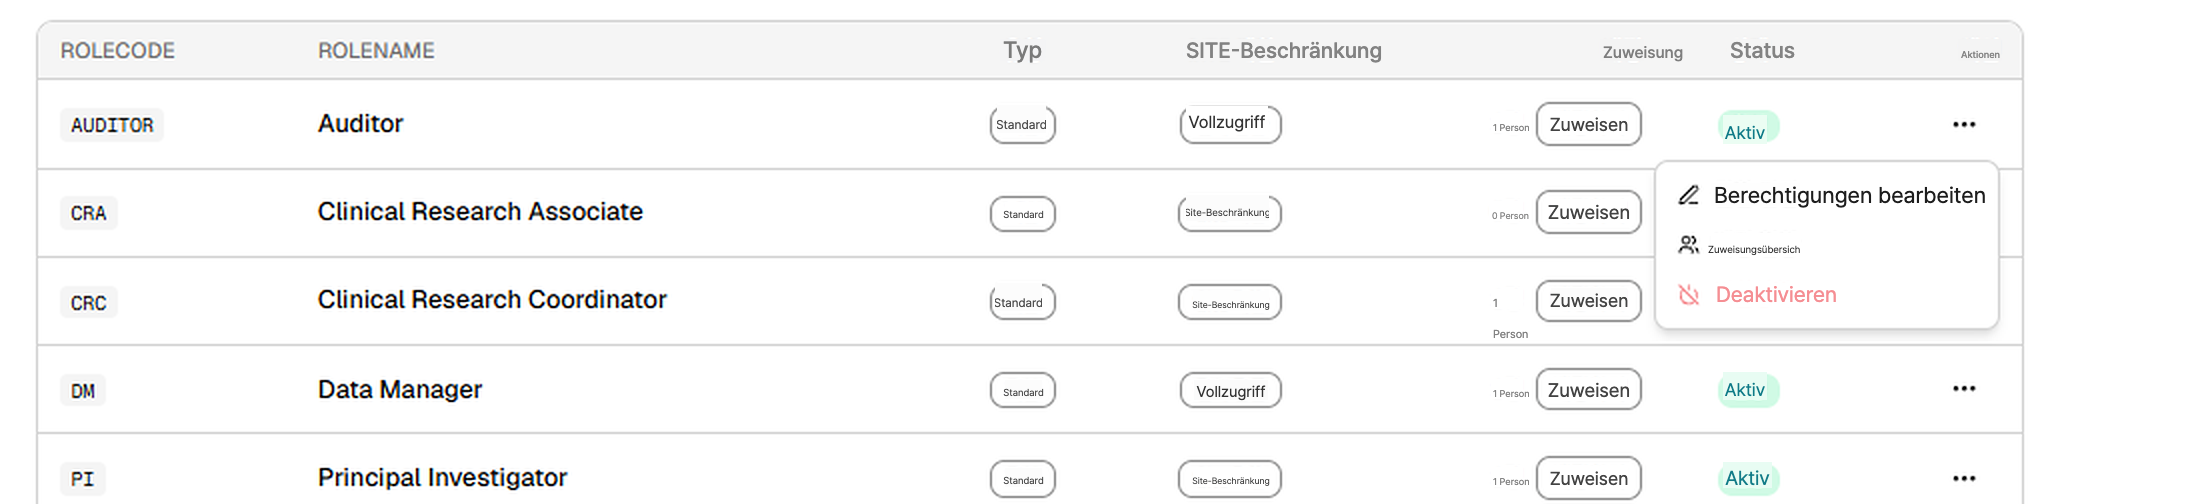 ROLECODE ROLENAME Typ SITE-Beschränkung Zuweisung Status Aktionen
AUDITOR Auditor Standard Vollzugriff 1 Person Zuweisen Aktiv
CRA Clinical Research Associate Standard Site-Beschränkung 0 Person Zuweisen
Berechtigungen bearbeiten
Zuweisungsübersich
Deaktivieren
CRC Clinical Research Coordinator Standard Site-Beschränkung 1 Person Zuweisen
DM Data Manager Standard Vollzugriff 1 Person Zuweisen Aktiv
PI Principal Investigator Standard Site-Beschränkung 1 Person Zuweisen Aktiv